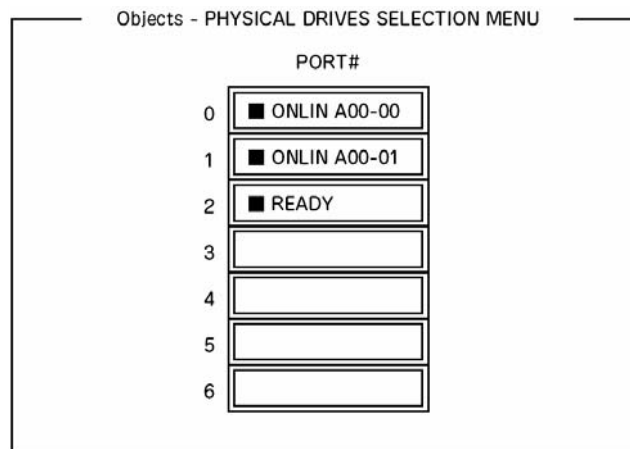 Objects - PHYSICAL DRIVES SELECTION MENU
PORT#
0 ■ ONLIN A00-00
1 ■ ONLIN A00-01
2 ■ READY
3
4
5
6